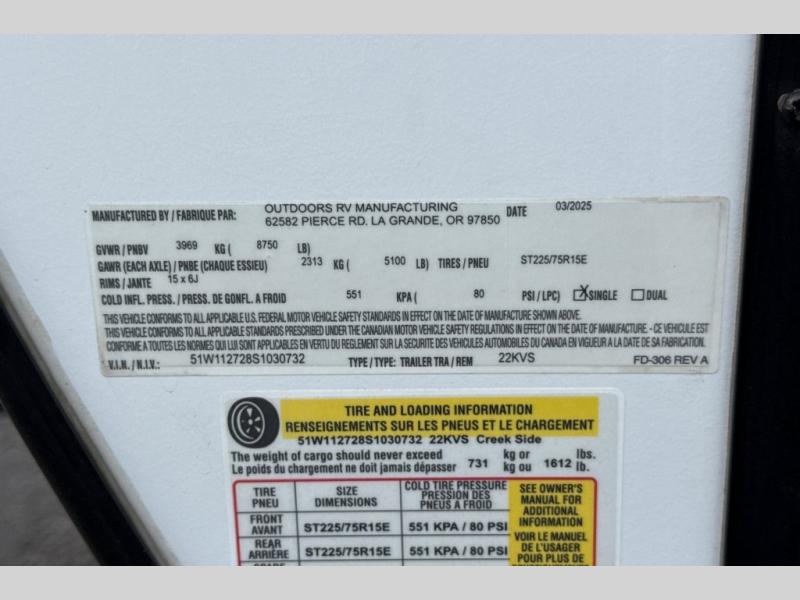 MANUFACTURED BY / FABRIQUE PAR: OUTDOORS RV MANUFACTURING DATE 03/2025
62582 PIERCE RD. LA GRANDE, OR 97850
GVWR / PNBV 3969 KG ( 8750 LB)
GAWR (EACH AXLE) / PNBE (CHAQUE ESSIEU) 2313 KG ( 5100 LB) TIRES / PNEU ST225/75R15E
RIMS / JANTE 15 x 6J
COLD INFL. PRESS. / PRESS. DE GONFL. A FROID 551 KPA ( 80 PSI / LPC) X SINGLE DUAL
THIS VEHICLE CONFORMS TO ALL APPLICABLE U.S. FEDERAL MOTOR VEHICLE SAFETY STANDARDS IN EFFECT ON THE DATE OF MANUFACTURE SHOWN ABOVE.
THIS VEHICLE CONFORMS TO ALL APPLICABLE STANDARDS PRESCRIBED UNDER THE CANADIAN MOTOR VEHICLE SAFETY REGULATIONS IN EFFECT ON THE DATE OF MANUFACTURE - CE VEHICULE EST
CONFORME A TOUTES LES NORMES QUI LUI SONT APPLICABLES EN VERTU DU REGLEMENT SUR LA SECURITE DES VEHICULES AUTOMOBILES DU CANADA EN VIGUEUR A LA DATE DE SA FABRICATION.
V.I.N. / N.I.V.: 51W112728S1030732 TYPE / TYPE: TRAILER TRA / REM 22KVS FD-306 REV A
TIRE AND LOADING INFORMATION
RENSEIGNEMENTS SUR LES PNEUS ET LE CHARGEMENT
51W112728S1030732 22KVS Creek Side
The weight of cargo should never exceed 731 kg or 1612 lbs.
Le poids du chargement ne doit jamais dépasser kg ou lb.
TIRE PNEU SIZE DIMENSIONS COLD TIRE PRESSURE PRESSION DES PNEUS A FROID
FRONT AVANT ST225/75R15E 551 KPA / 80 PSI
REAR ARRIÈRE ST225/75R15E 551 KPA / 80 PSI
SEE OWNER'S
MANUAL FOR
ADDITIONAL
INFORMATION
VOIR LE MANUEL
DE L'USAGER
POUR PLUS DE